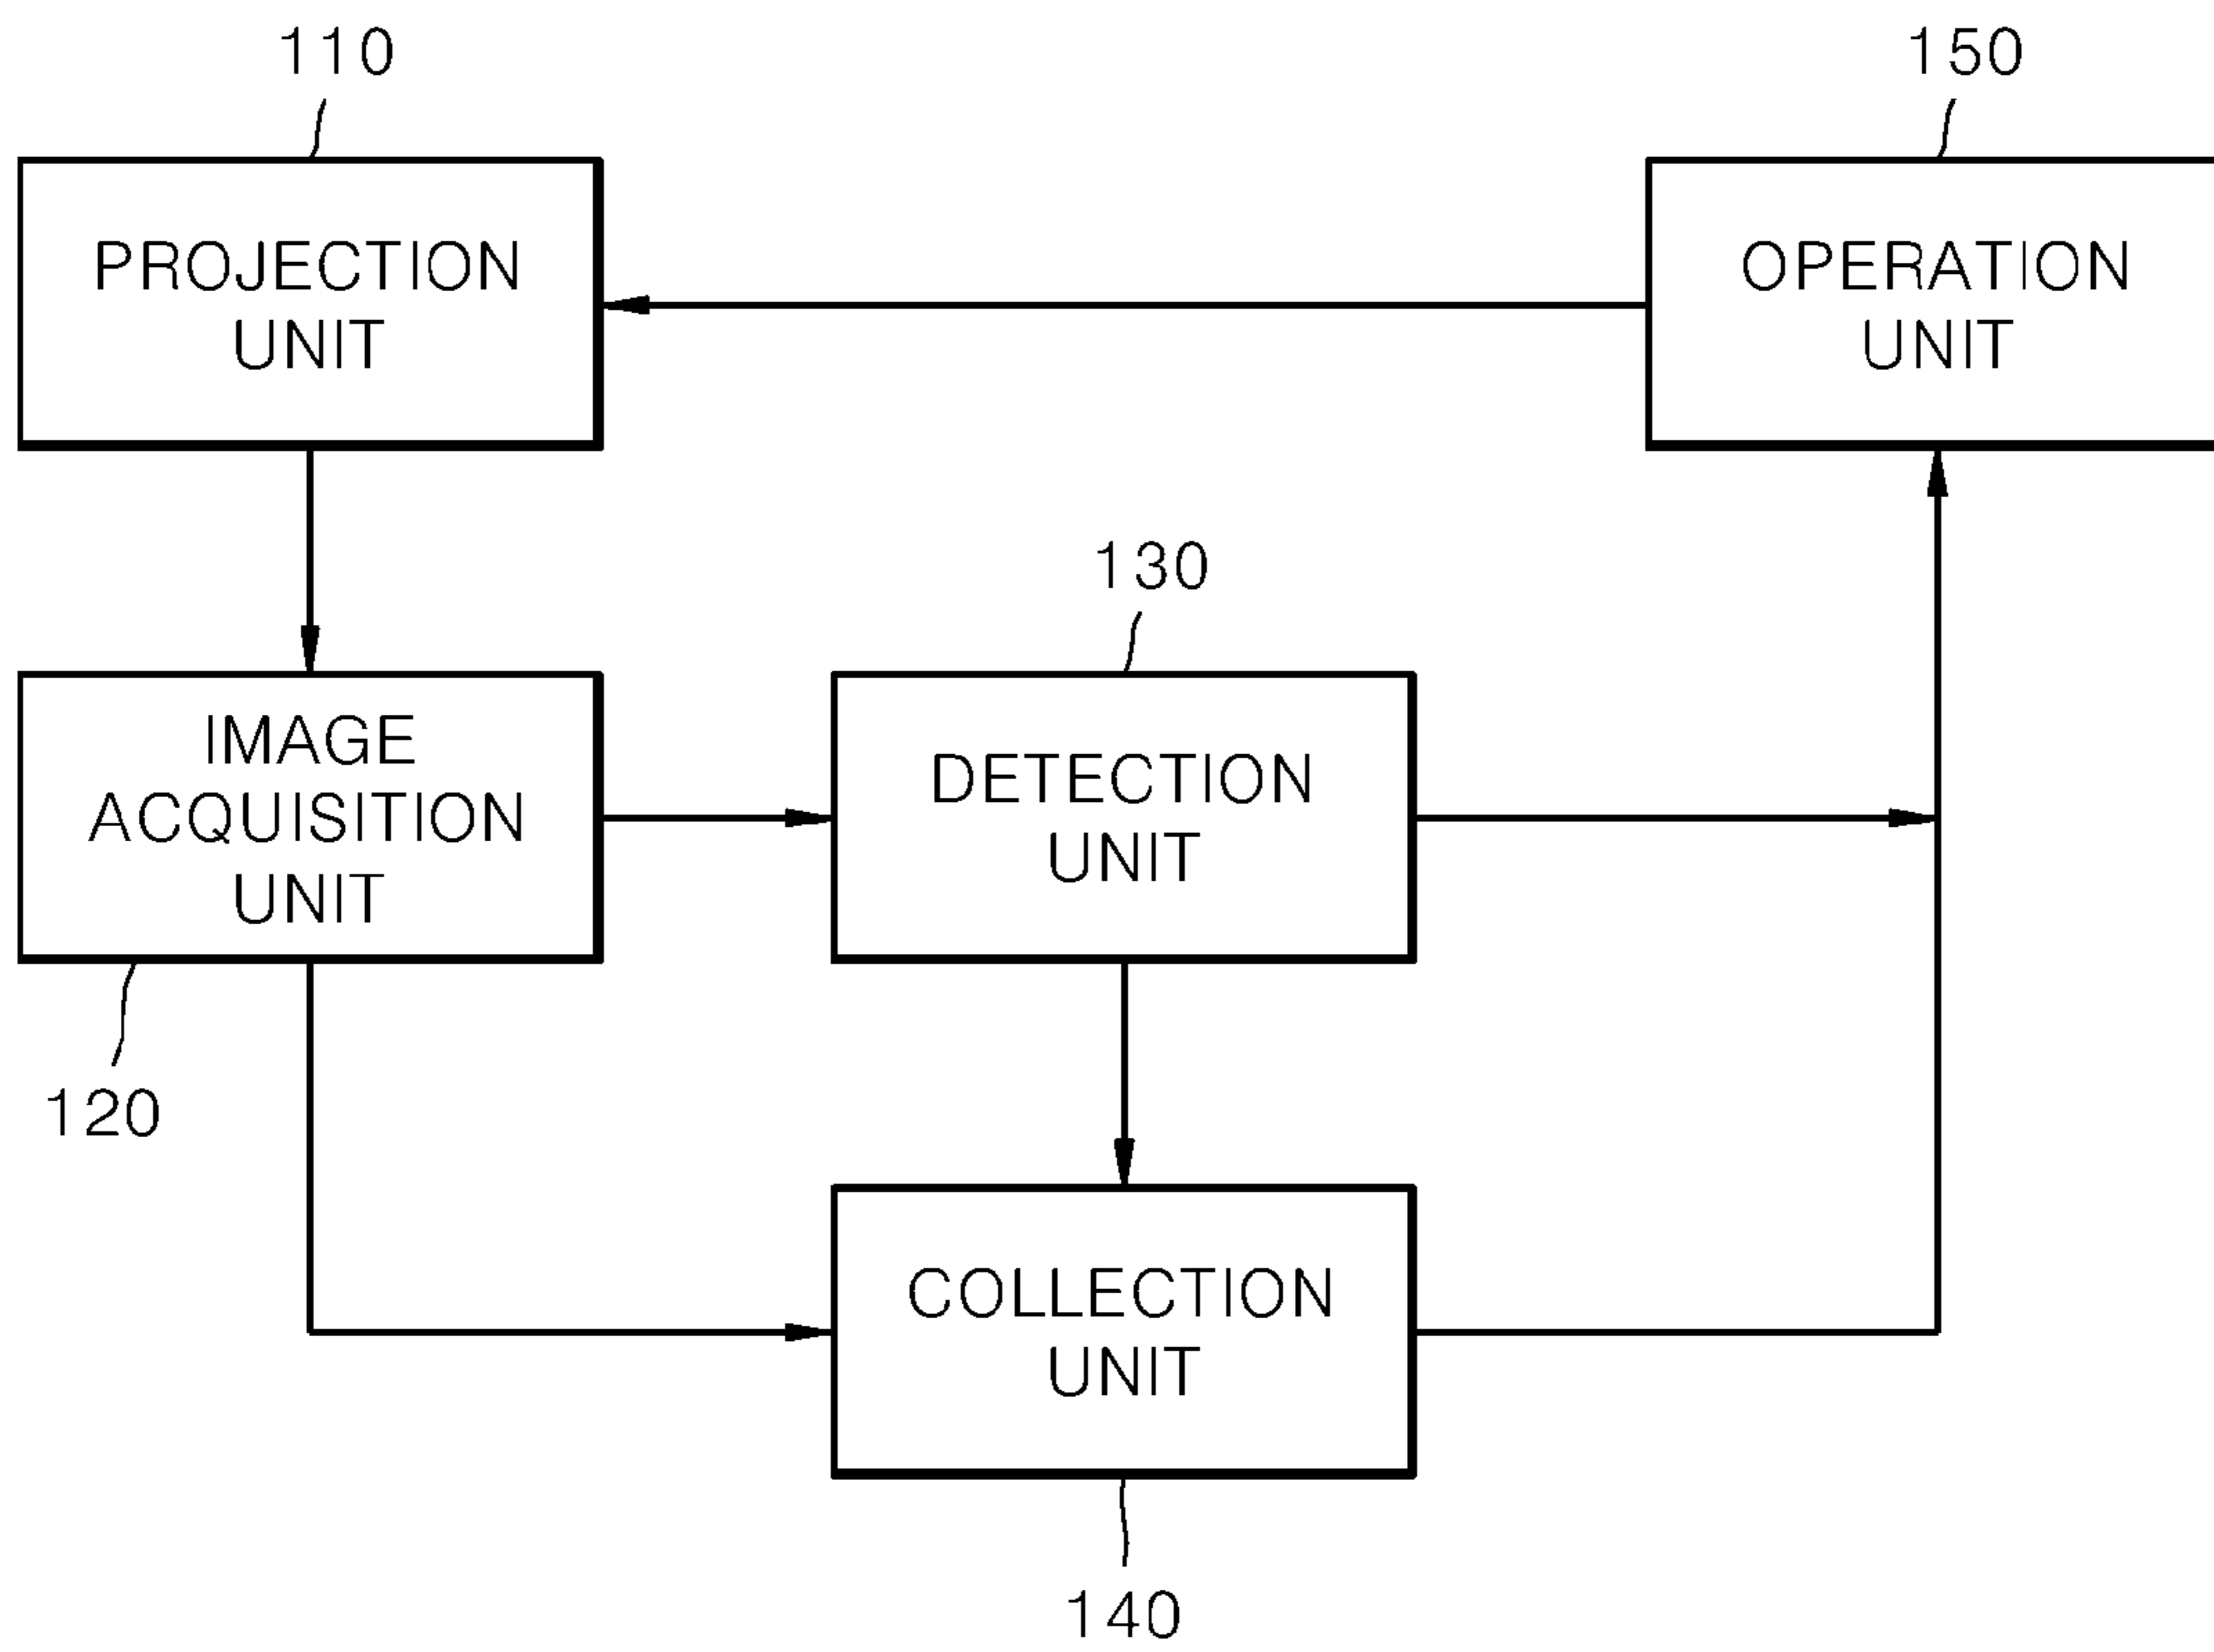 110
150
PROJECTION
UNIT
OPERATION
UNIT
130
IMAGE
ACQUISITION
UNIT
DETECTION
UNIT
120
COLLECTION
UNIT
140